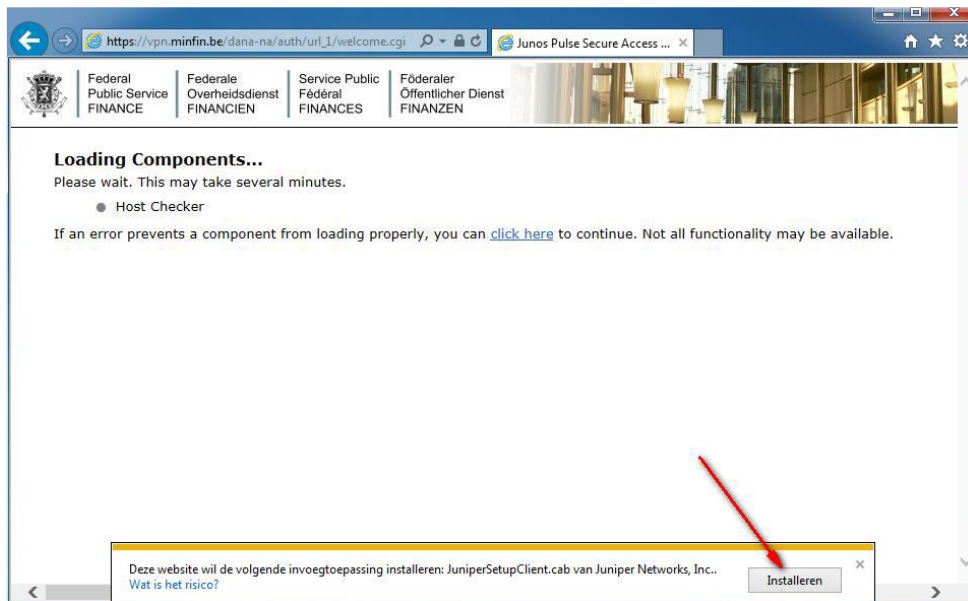 https://vpn.minfin.be/dana-na/auth/url_1/welcome.cgi
Junos Pulse Secure Access ...
Federal
Public Service
FINANCE
Federale
Overheidsdienst
FINANCIEN
Service Public
Fédéral
FINANCES
Föderaler
Öffentlicher Dienst
FINANZEN
Loading Components...
Please wait. This may take several minutes.
Host Checker
If an error prevents a component from loading properly, you can click here to continue. Not all functionality may be available.
Deze website wil de volgende invoegtoepassing installeren: JuniperSetupClient.cab van Juniper Networks, Inc..
Wat is het risico?
Installeren